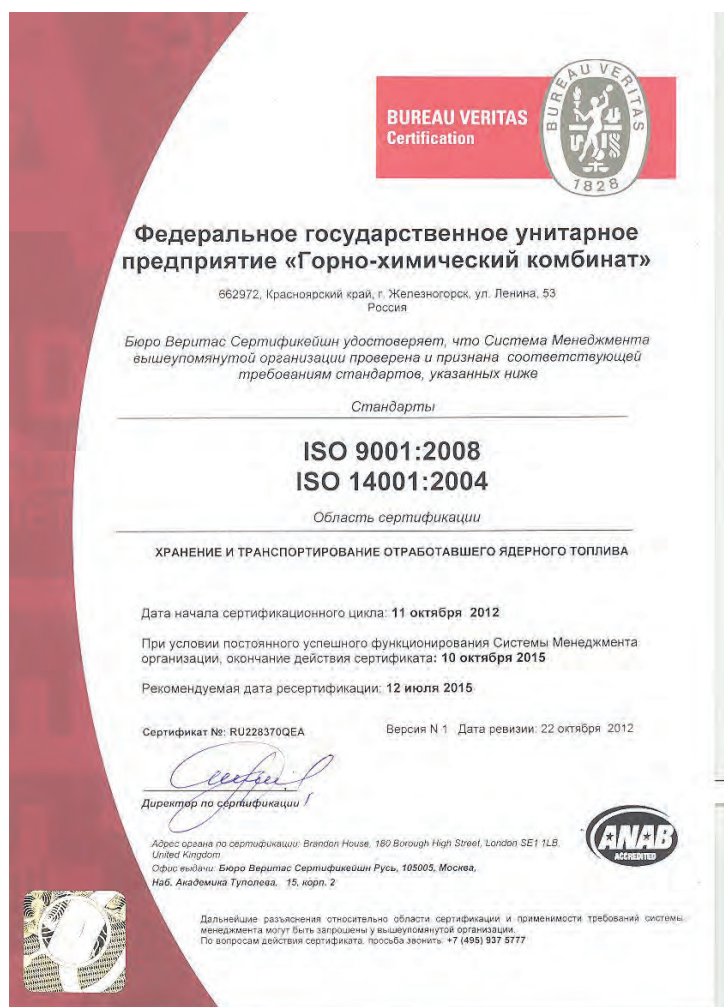 BUREAU VERITAS
Certification
BUREAU VERITAS
1828
Федеральное государственное унитарное
предприятие «Горно-химический комбинат»
662972, Красноярский край, г. Железногорск, ул. Ленина, 53
Россия
Бюро Веритас Сертификейшн удостоверяет, что Система Менеджмента
вышеупомянутой организации проверена и признана соответствующей
требованиям стандартов, указанных ниже
Стандарты
ISO 9001:2008
ISO 14001:2004
Область сертификации
ХРАНЕНИЕ И ТРАНСПОРТИРОВАНИЕ ОТРАБОТАВШЕГО ЯДЕРНОГО ТОПЛИВА
Дата начала сертификационного цикла: 11 октября 2012
При условии постоянного успешного функционирования Системы Менеджмента
организации, окончание действия сертификата: 10 октября 2015
Рекомендуемая дата ресертификации: 12 июля 2015
Сертификат №: RU228370QEA Версия N 1 Дата ревизии: 22 октября 2012
Директор по сертификации
Адрес органа по сертификации: Brandon House, 180 Borough High Street, London SE1 1LB,
United Kingdom
Офис выдачи: Бюро Веритас Сертификейшн Русь, 105005, Москва,
Наб. Академика Туполева, 15, корп. 2
ANAB
ACCREDITED
Дальнейшие разъяснения относительно области сертификации и применимости требований системы
менеджмента могут быть запрошены у вышеупомянутой организации.
По вопросам действия сертификата, просьба звонить: +7 (495) 937 5777